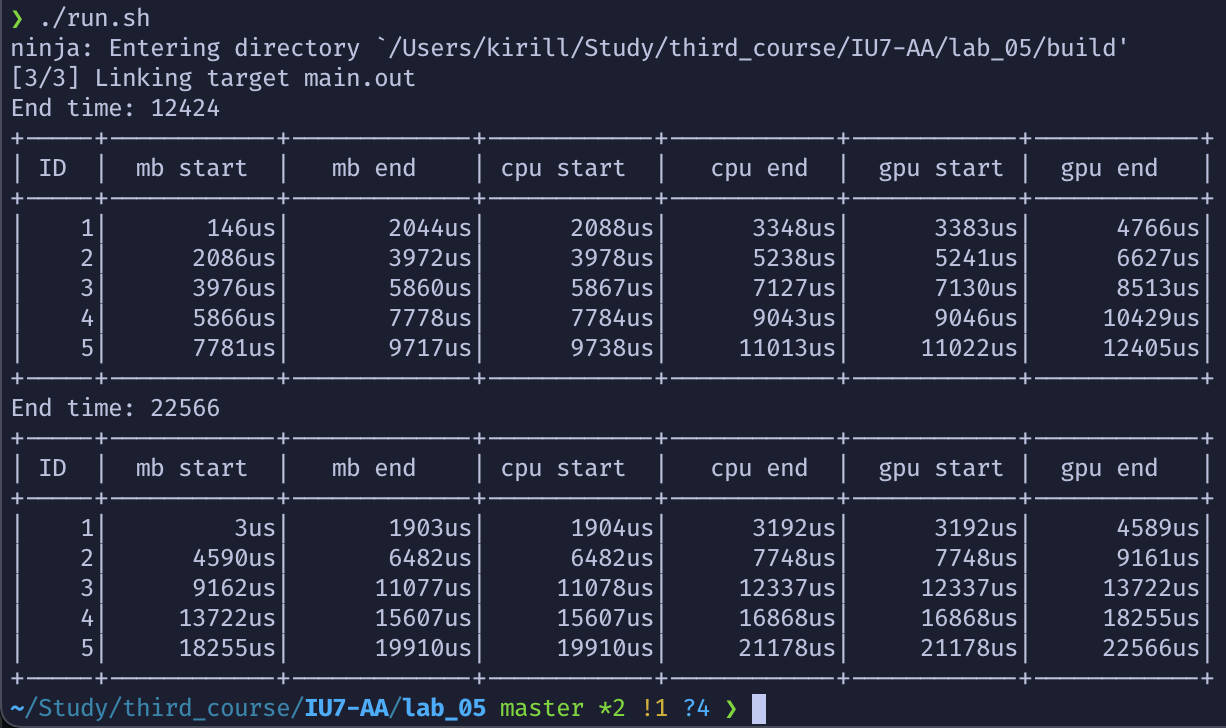 ❯ ./run.sh
ninja: Entering directory `/Users/kirill/Study/third_course/IU7-AA/lab_05/build'
[3/3] Linking target main.out
End time: 12424
| ID | mb start | mb end | cpu start | cpu end | gpu start | gpu end |
| 1| 146us| 2044us| 2088us| 3348us| 3383us| 4766us|
| 2| 2086us| 3972us| 3978us| 5238us| 5241us| 6627us|
| 3| 3976us| 5860us| 5867us| 7127us| 7130us| 8513us|
| 4| 5866us| 7778us| 7784us| 9043us| 9046us| 10429us|
| 5| 7781us| 9717us| 9738us| 11013us| 11022us| 12405us|
End time: 22566
| ID | mb start | mb end | cpu start | cpu end | gpu start | gpu end |
| 1| 3us| 1903us| 1904us| 3192us| 3192us| 4589us|
| 2| 4590us| 6482us| 6482us| 7748us| 7748us| 9161us|
| 3| 9162us| 11077us| 11078us| 12337us| 12337us| 13722us|
| 4| 13722us| 15607us| 15607us| 16868us| 16868us| 18255us|
| 5| 18255us| 19910us| 19910us| 21178us| 21178us| 22566us|
~/Study/third_course/IU7-AA/lab_05 master *2 !1 ?4 ❯